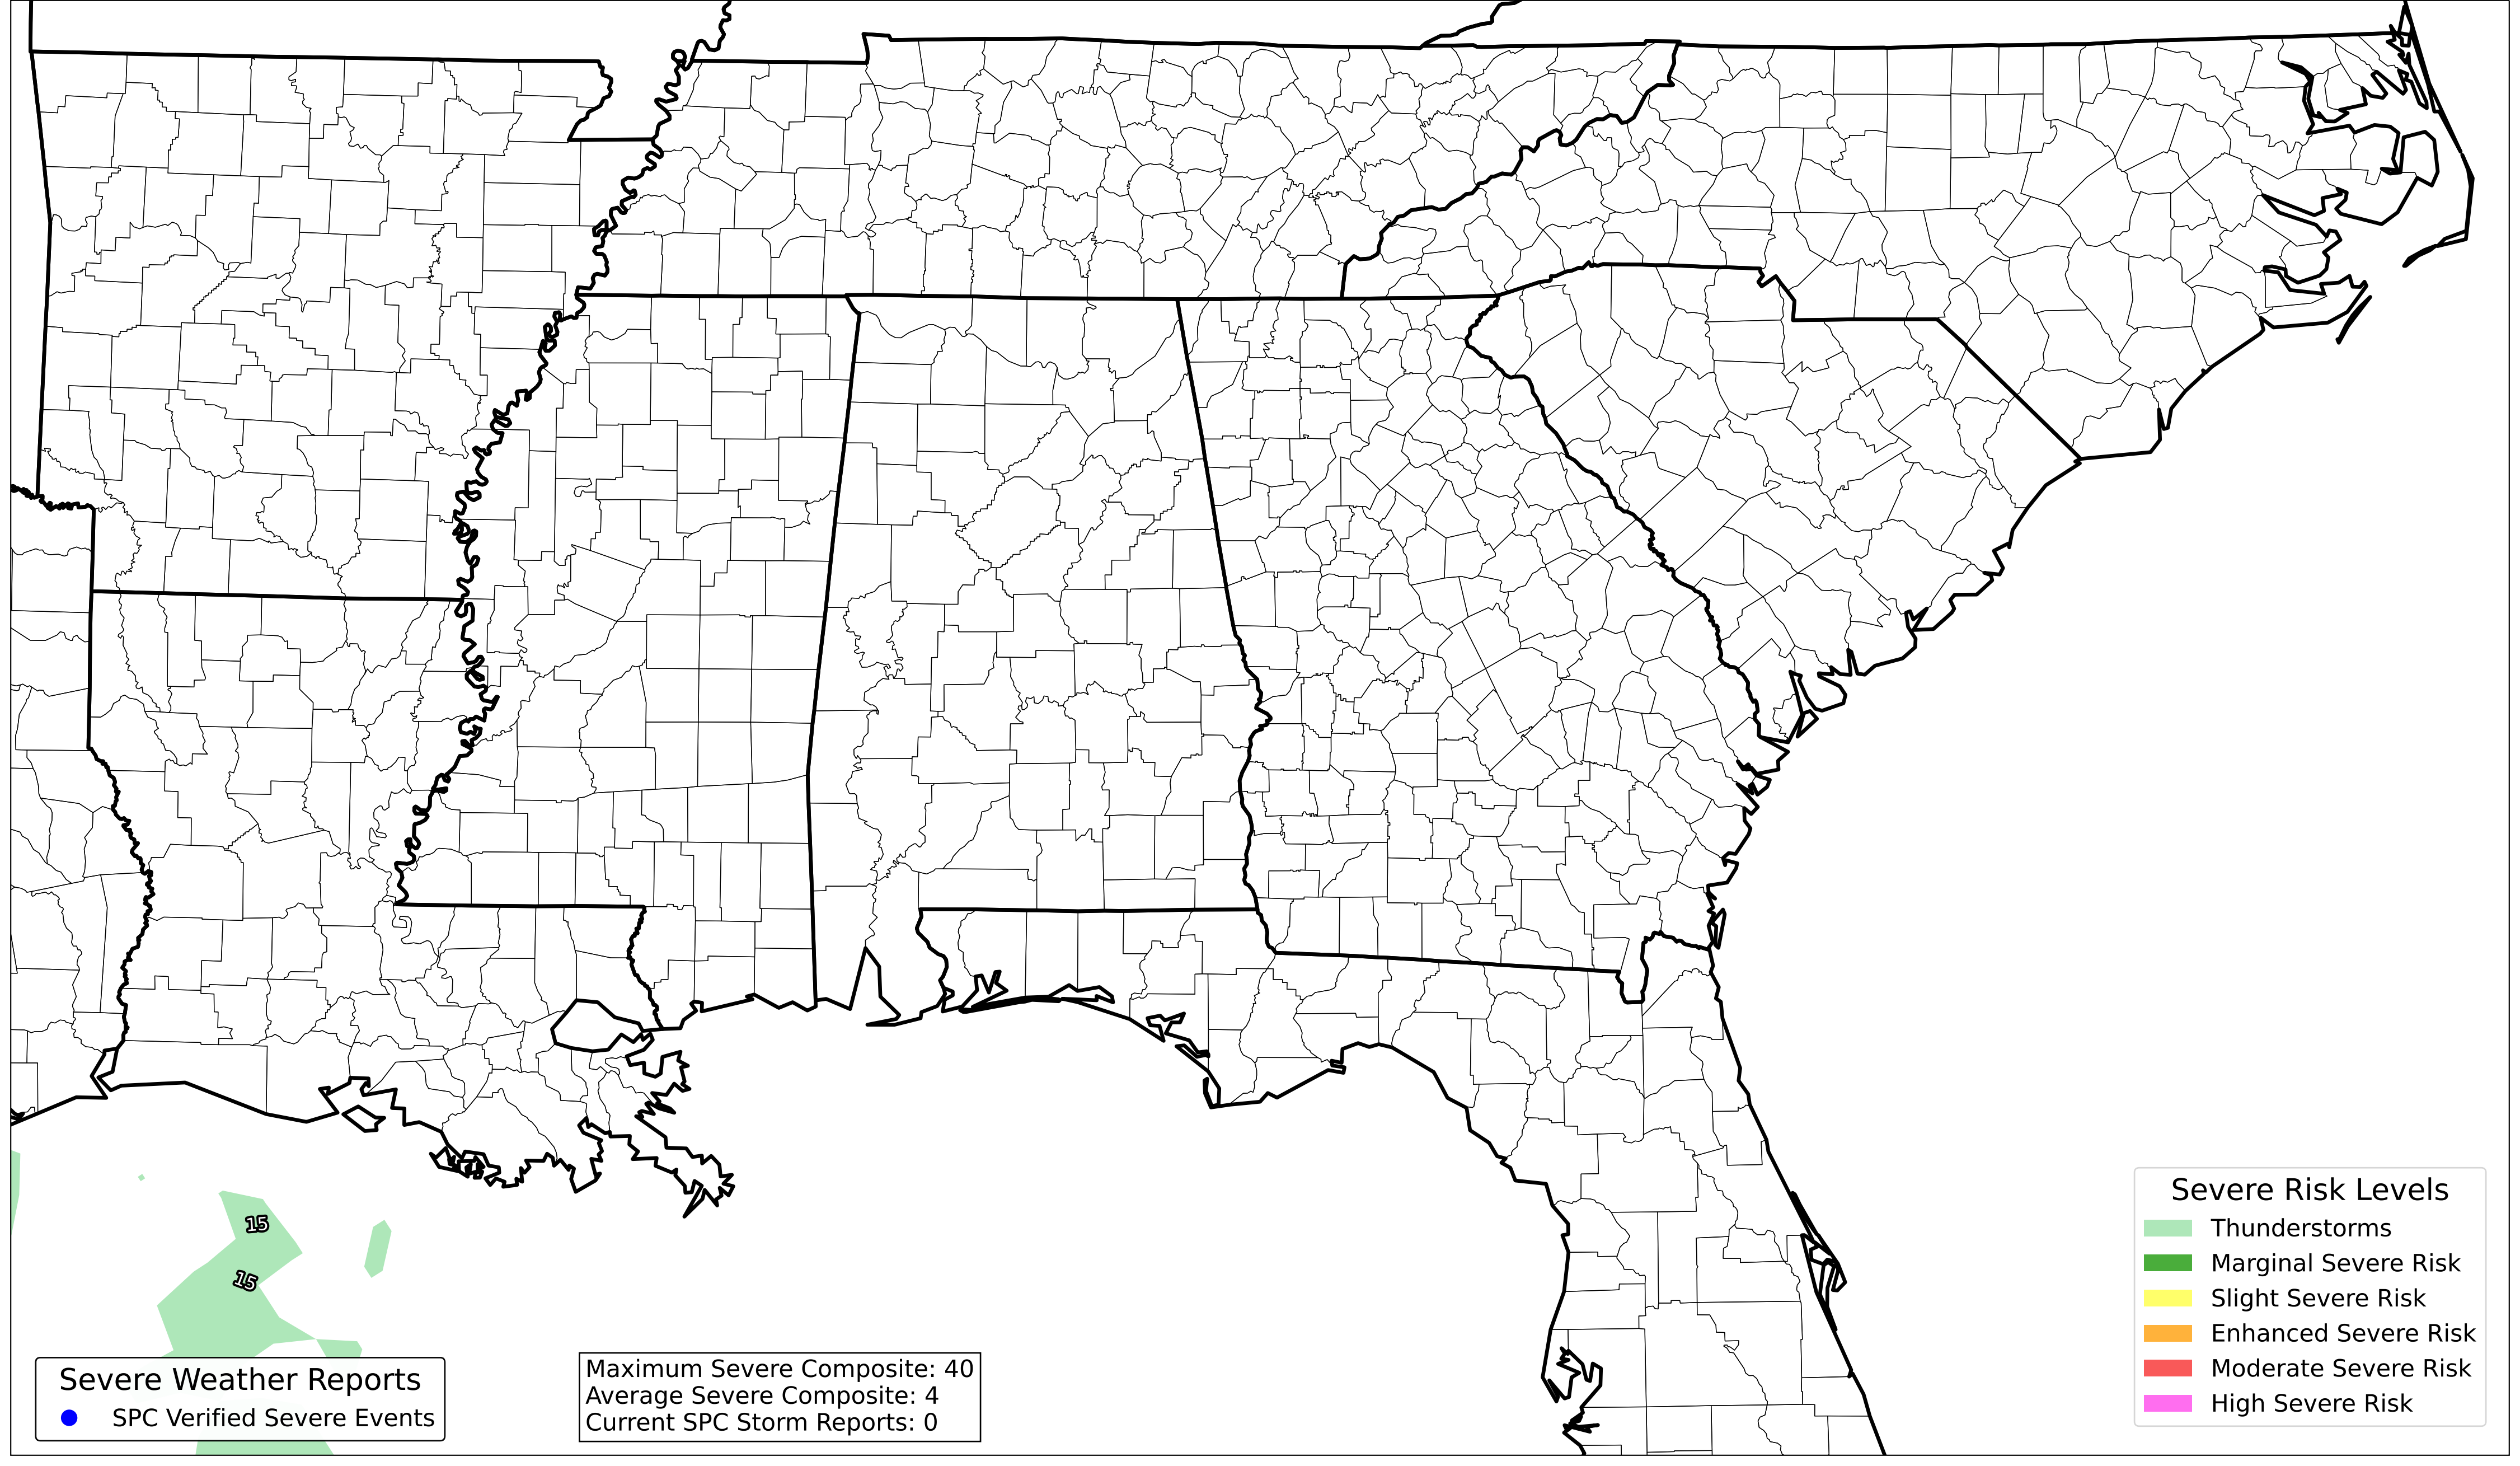 15
15
Severe Weather Reports
SPC Verified Severe Events
Maximum Severe Composite: 40
Average Severe Composite: 4
Current SPC Storm Reports: 0
Severe Risk Levels
Thunderstorms
Marginal Severe Risk
Slight Severe Risk
Enhanced Severe Risk
Moderate Severe Risk
High Severe Risk